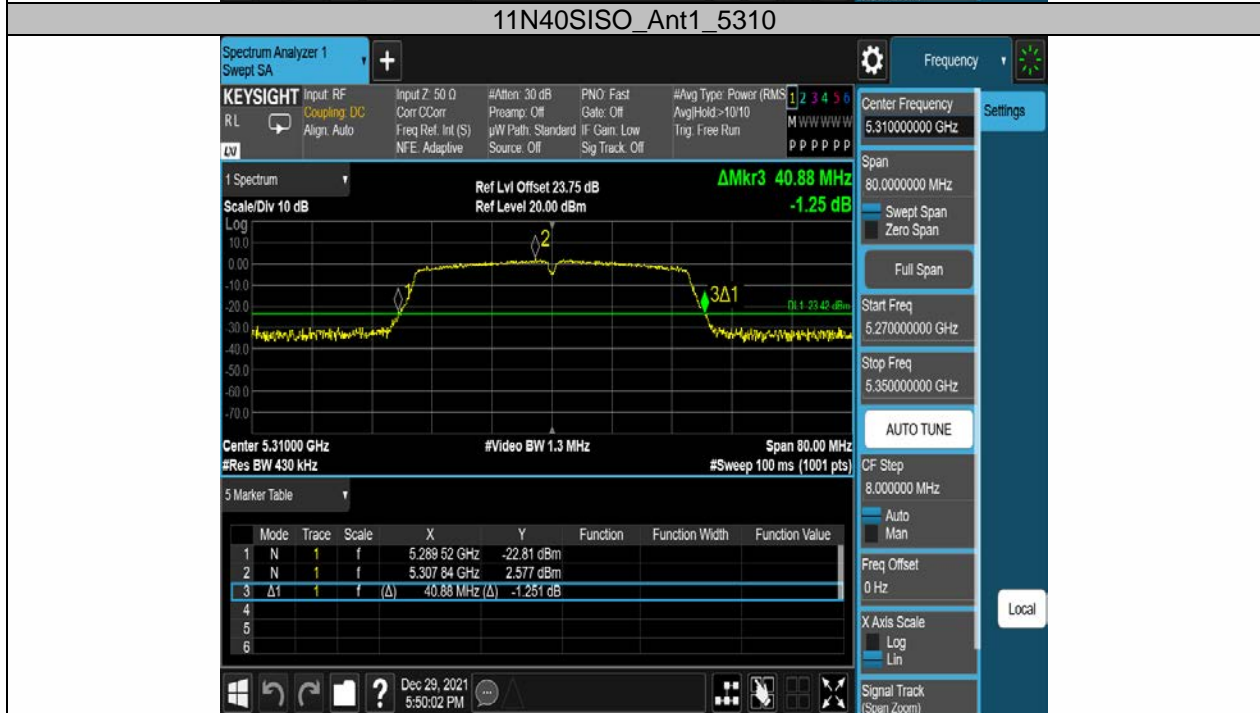 11N40SISO_Ant1_5310
Spectrum Analyzer 1
Swept SA
+
Frequency
KEYSIGHT
RL
LXI
Input: RF
Coupling: DC
Align: Auto
Input Z: 50 Ω
Corr CCorr
Freq Ref: Int (S)
NFE: Adaptive
#Atten: 30 dB
Preamp: Off
µW Path: Standard
Source: Off
PNO: Fast
Gate: Off
IF Gain: Low
Sig Track: Off
#Avg Type: Power (RMS
Avg|Hold:>10/10
Trig: Free Run
1 2 3 4 5 6
M W W W W W
P P P P P P
Center Frequency
5.310000000 GHz
Settings
Span
80.0000000 MHz
Swept Span
Zero Span
Full Span
Start Freq
5.270000000 GHz
Stop Freq
5.350000000 GHz
AUTO TUNE
CF Step
8.000000 MHz
Auto
Man
Freq Offset
0 Hz
X Axis Scale
Log
Lin
Signal Track
(Span Zoom)
Local
1 Spectrum
Scale/Div 10 dB
Ref Lvl Offset 23.75 dB
Ref Level 20.00 dBm
ΔMkr3 40.88 MHz
-1.25 dB
Log
10.0
0.00
-10.0
-20.0
-30.0
-40.0
-50.0
-60.0
-70.0
1
2
3Δ1
DL1 -23.42 dBm
Center 5.31000 GHz
#Video BW 1.3 MHz
Span 80.00 MHz
#Res BW 430 kHz
#Sweep 100 ms (1001 pts)
5 Marker Table
Mode Trace Scale X Y Function Function Width Function Value
1 N 1 f 5.289 52 GHz -22.81 dBm
2 N 1 f 5.307 84 GHz 2.577 dBm
3 Δ1 1 f (Δ) 40.88 MHz (Δ) -1.251 dB
4
5
6
?
Dec 29, 2021
5:50:02 PM